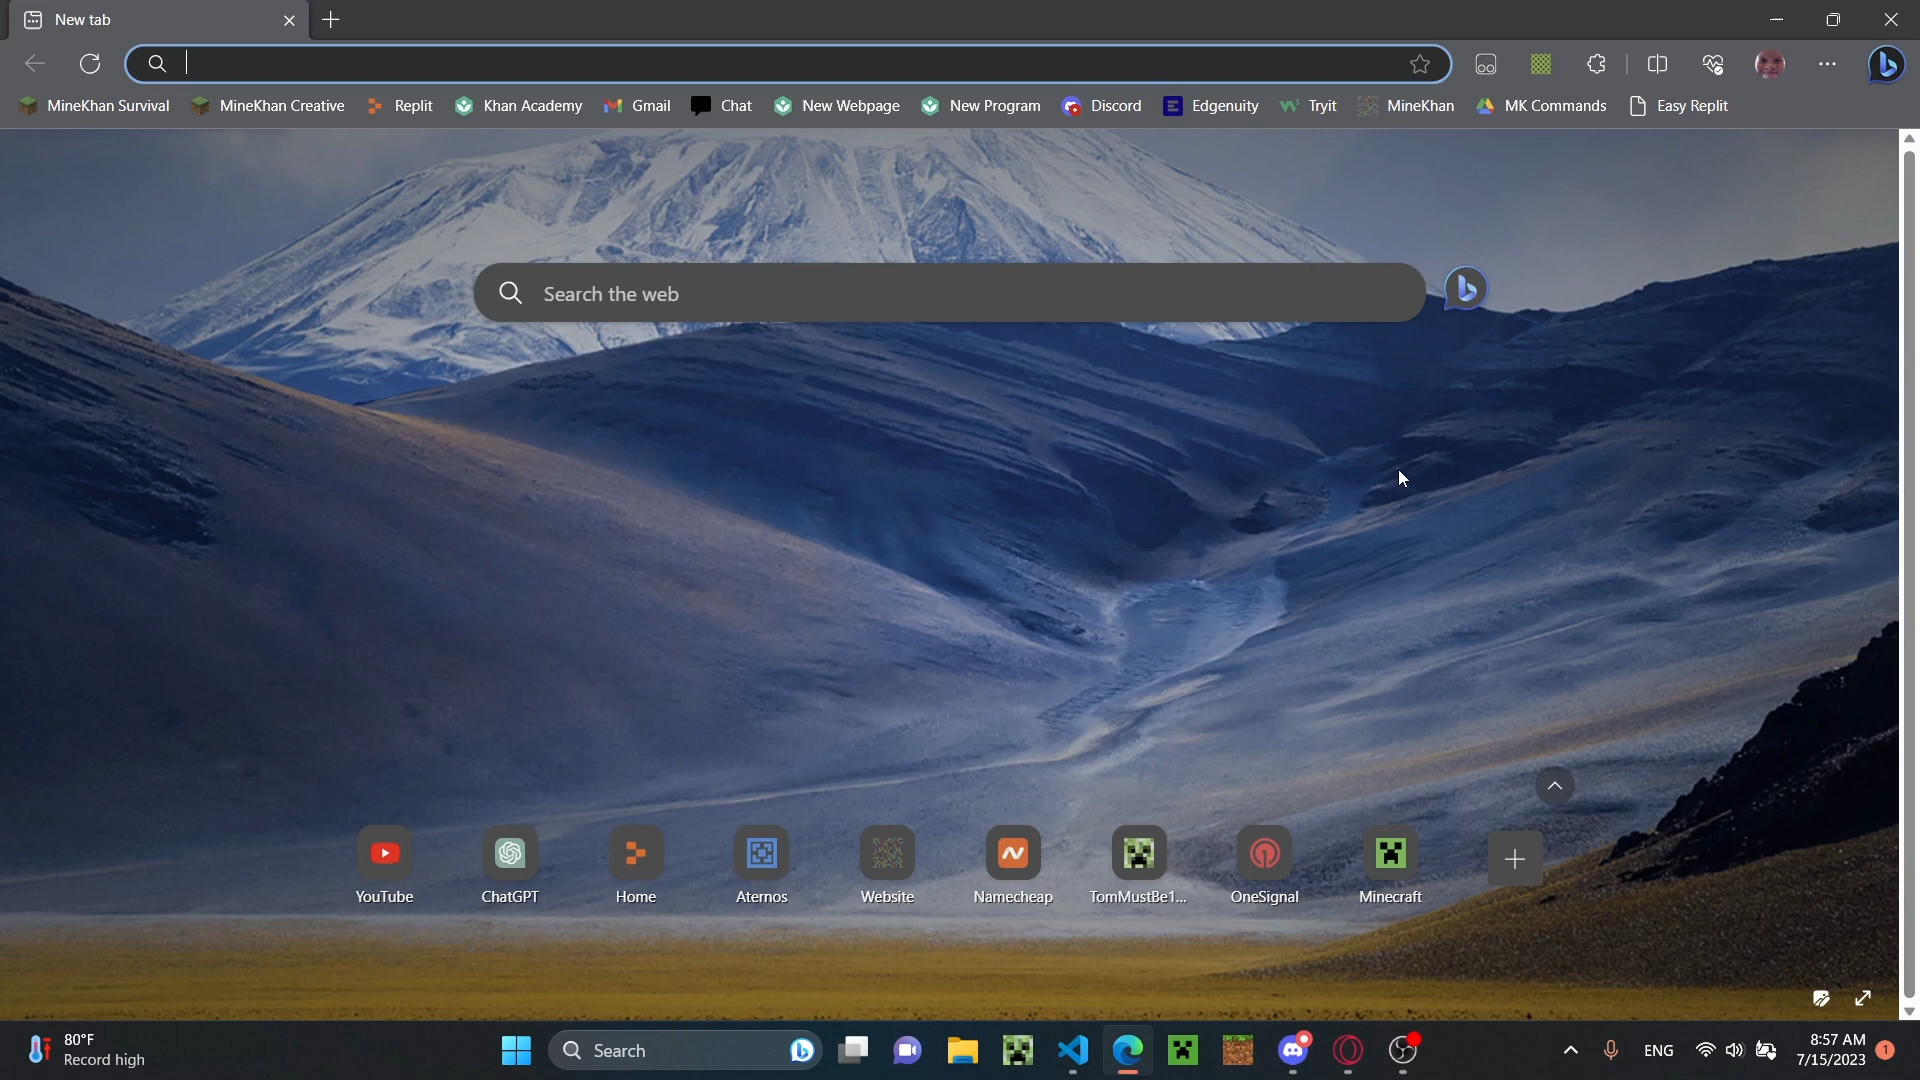 New tab
MineKhan Survival
MineKhan Creative
Replit
Khan Academy
Gmail
Chat
New Webpage
New Program
Discord
Edgenuity
Tryit
MineKhan
MK Commands
Easy Replit
Search the web
YouTube
ChatGPT
Home
Aternos
Website
Namecheap
TomMustBe1...
OneSignal
Minecraft
80°F
Record high
Search
ENG
8:57 AM
7/15/2023
1